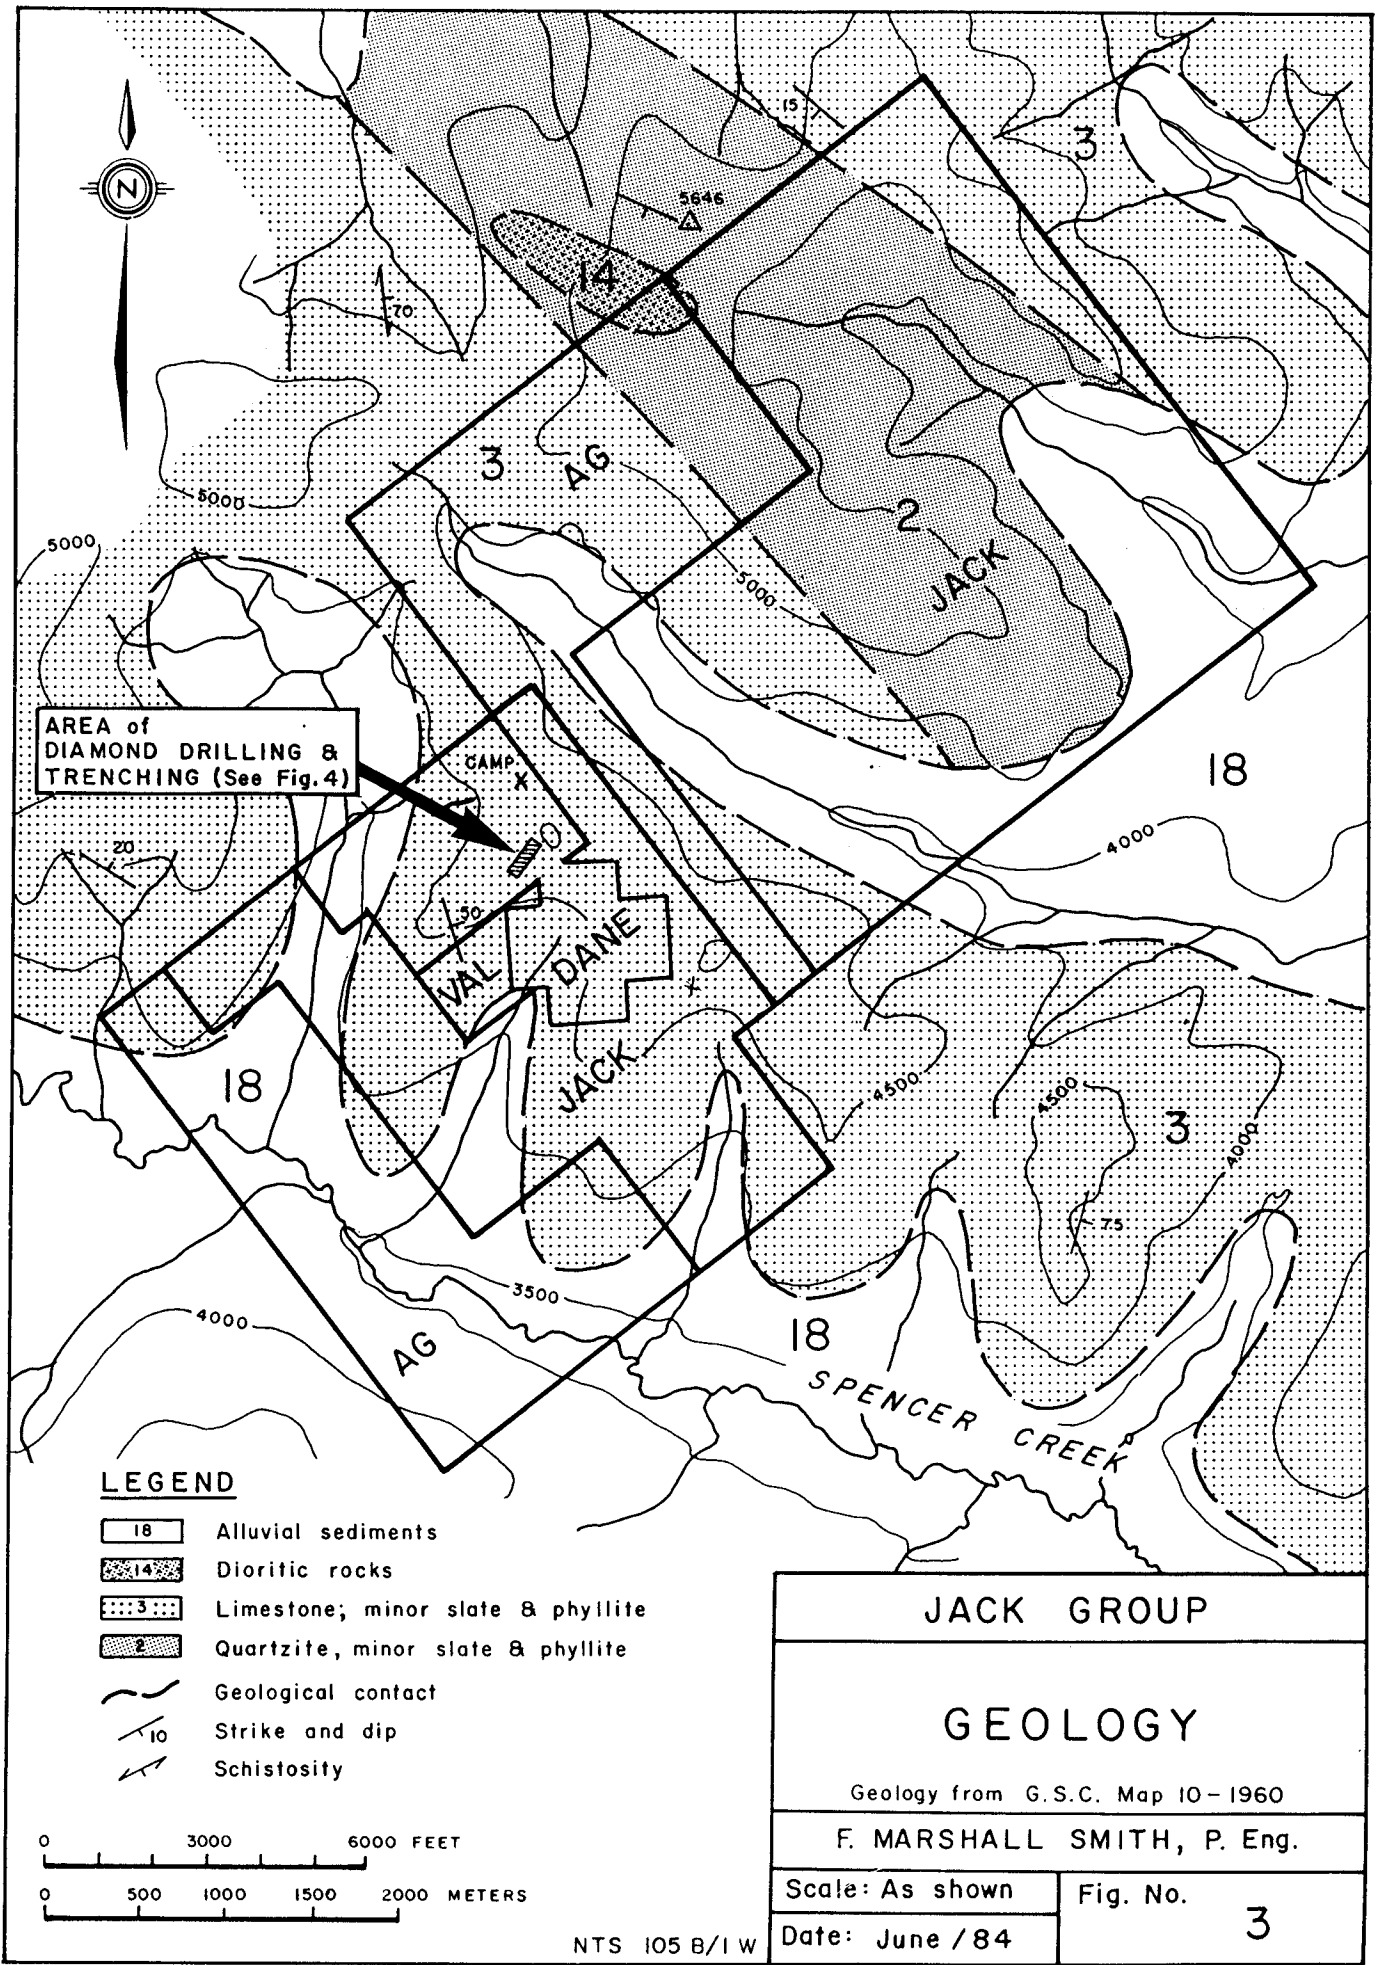 15
3
N
5646
14
70
3
AG
5000
2
JACK
5000
5000
AREA of
DIAMOND DRILLING &
TRENCHING (See Fig. 4)
CAMP
18
4000
20
50
DANE
VAL
JACK
18
4500
4500
3
4000
75
3500
4000
AG
18
SPENCER CREEK
LEGEND
18 Alluvial sediments
14 Dioritic rocks
3 Limestone; minor slate & phyllite
2 Quartzite, minor slate & phyllite
Geological contact
10 Strike and dip
Schistosity
0 3000 6000 FEET
0 500 1000 1500 2000 METERS
NTS 105 B/1 W
JACK GROUP
GEOLOGY
Geology from G.S.C. Map 10-1960
F. MARSHALL SMITH, P. Eng.
Scale: As shown
Date: June / 84
Fig. No.
3